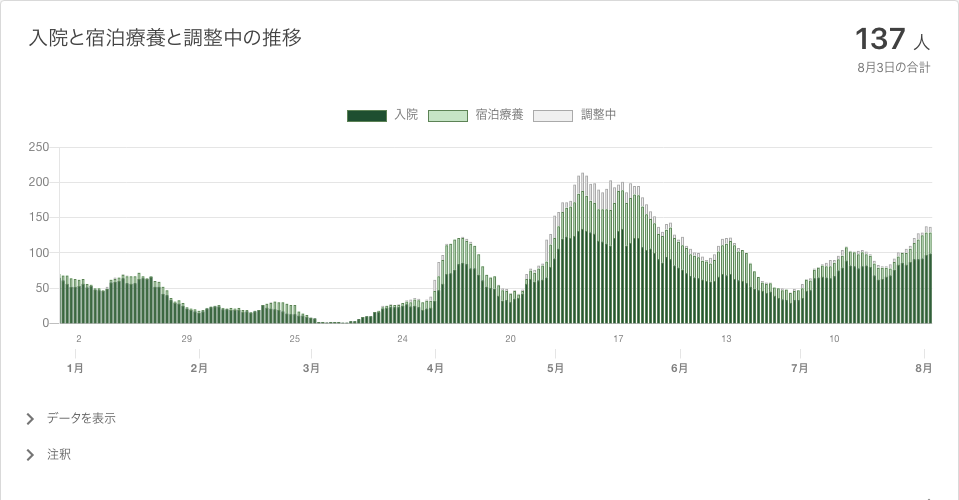 入院と宿泊療養と調整中の推移
137 人
8月3日の合計
入院 宿泊療養 調整中
250
200
150
100
50
0
2 29 25 24 20 17 13 10
1月 2月 3月 4月 5月 6月 7月 8月
データを表示
注釈